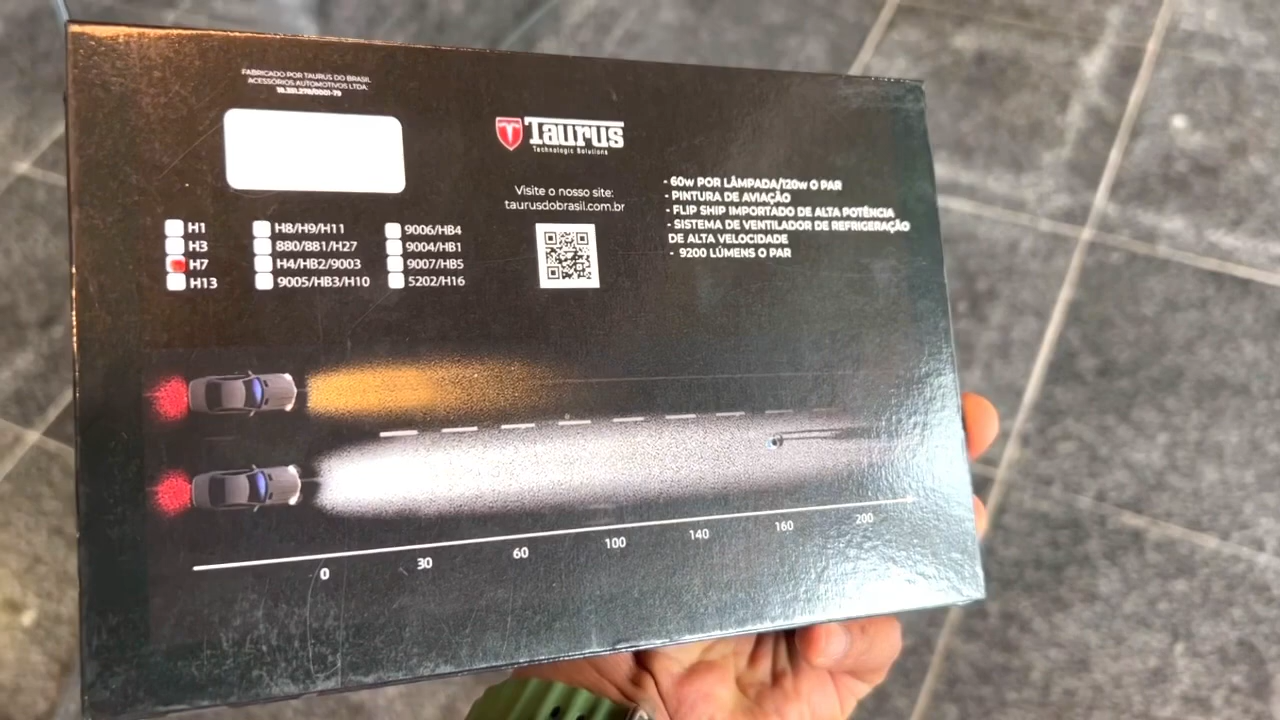 FABRICADO POR TAURUS DO BRASIL
ACESSÓRIOS AUTOMOTIVOS LTDA:
Taurus
Technologic Solutions
Visite o nosso site:
taurusdobrasil.com.br
- 60w POR LÂMPADA/120w O PAR
- PINTURA DE AVIAÇÃO
- FLIP SHIP IMPORTADO DE ALTA POTÊNCIA
- SISTEMA DE VENTILADOR DE REFRIGERAÇÃO
DE ALTA VELOCIDADE
- 9200 LÚMENS O PAR
H1
H3
H7
H13
H8/H9/H11
880/881/H27
H4/HB2/9003
9005/HB3/H10
9006/HB4
9004/HB1
9007/HB5
5202/H16
0 30 60 100 140 160 200